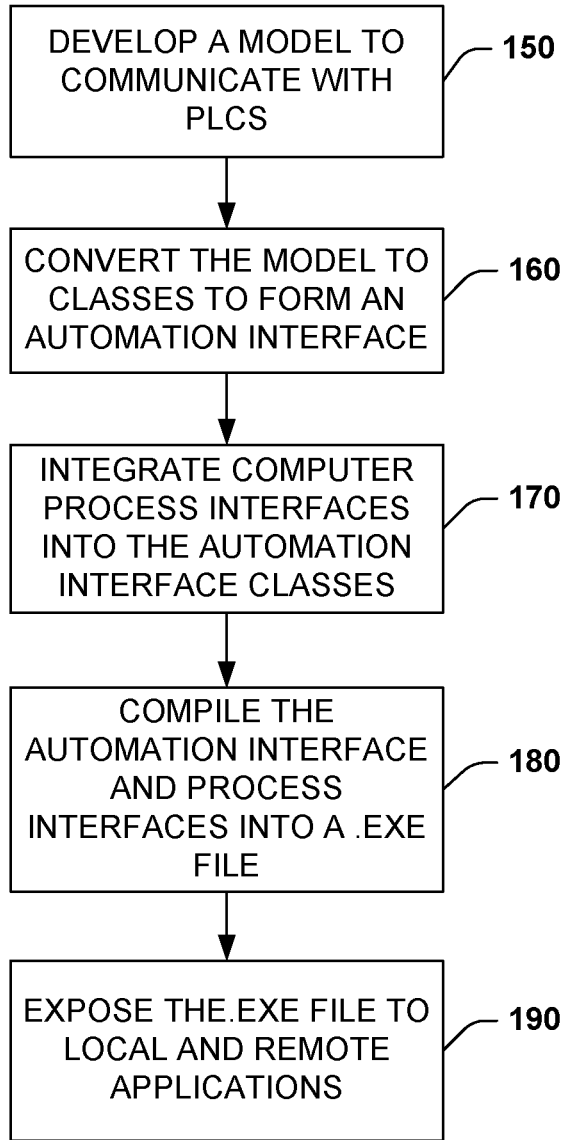 DEVELOP A MODEL TO
COMMUNICATE WITH
PLCS
150
CONVERT THE MODEL TO
CLASSES TO FORM AN
AUTOMATION INTERFACE
160
INTEGRATE COMPUTER
PROCESS INTERFACES
INTO THE AUTOMATION
INTERFACE CLASSES
170
COMPILE THE
AUTOMATION INTERFACE
AND PROCESS
INTERFACES INTO A .EXE
FILE
180
EXPOSE THE.EXE FILE TO
LOCAL AND REMOTE
APPLICATIONS
190